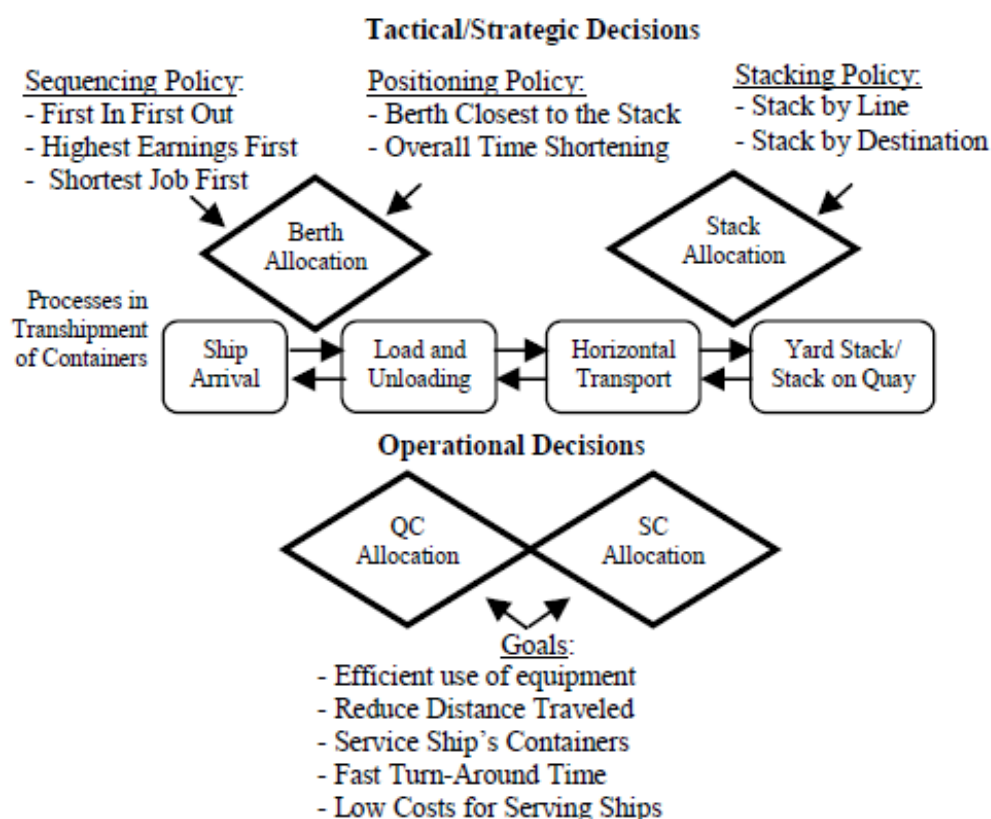 Tactical/Strategic Decisions
Sequencing Policy:
- First In First Out
- Highest Earnings First
- Shortest Job First
Positioning Policy:
- Berth Closest to the Stack
- Overall Time Shortening
Stacking Policy:
- Stack by Line
- Stack by Destination
Berth
Allocation
Stack
Allocation
Processes in
Transhipment
of Containers
Ship
Arrival
Load and
Unloading
Horizontal
Transport
Yard Stack/
Stack on Quay
Operational Decisions
QC
Allocation
SC
Allocation
Goals:
- Efficient use of equipment
- Reduce Distance Traveled
- Service Ship's Containers
- Fast Turn-Around Time
- Low Costs for Serving Ships